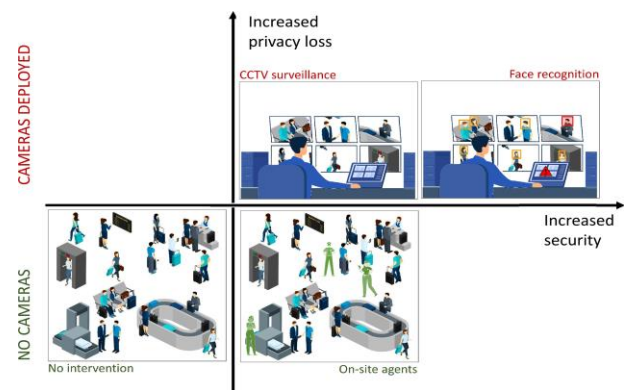 Increased
privacy loss
CAMERAS DEPLOYED
CCTV surveillance
Face recognition
Increased
security
NO CAMERAS
No intervention
On-site agents